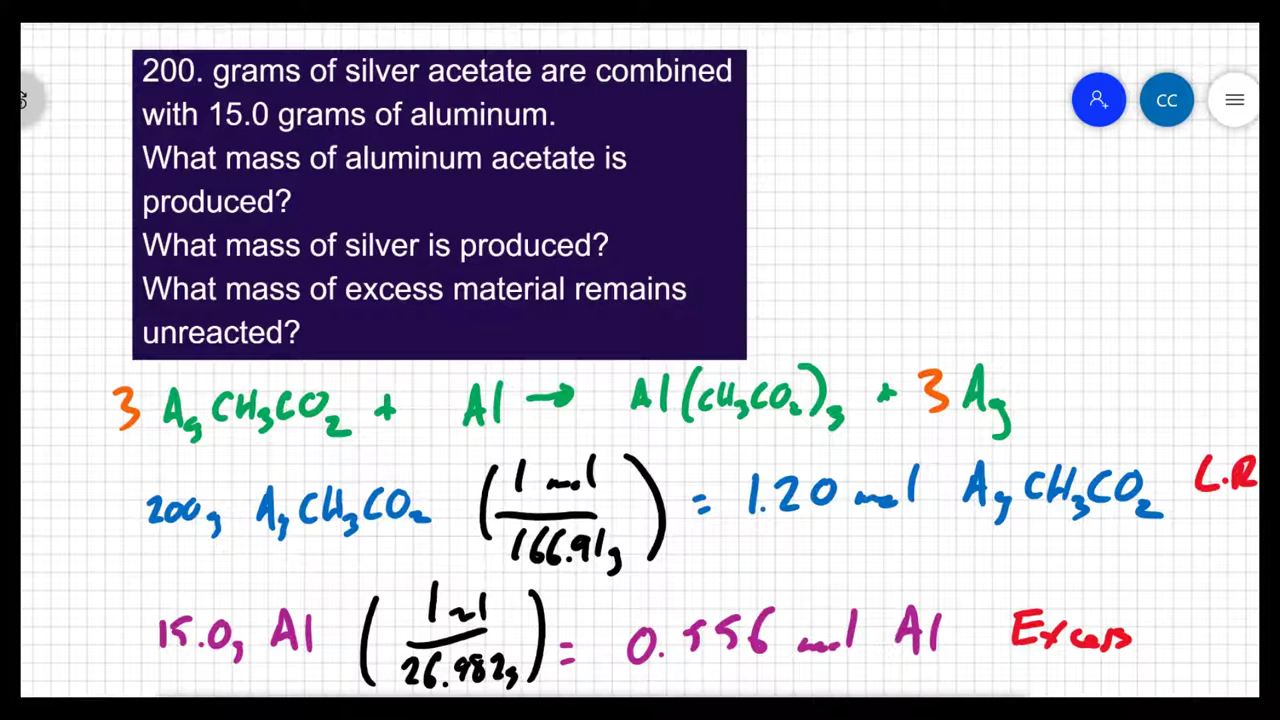 200. grams of silver acetate are combined
with 15.0 grams of aluminum.
What mass of aluminum acetate is
produced?
What mass of silver is produced?
What mass of excess material remains
unreacted?
CC
3 AgCH₃CO₂ + Al → Al(CH₃CO₂)₃ + 3 Ag
200g AgCH₃CO₂ (1 mol / 166.91g) = 1.20 mol AgCH₃CO₂ L.R
15.0g Al (1 mol / 26.982g) = 0.556 mol Al Excess